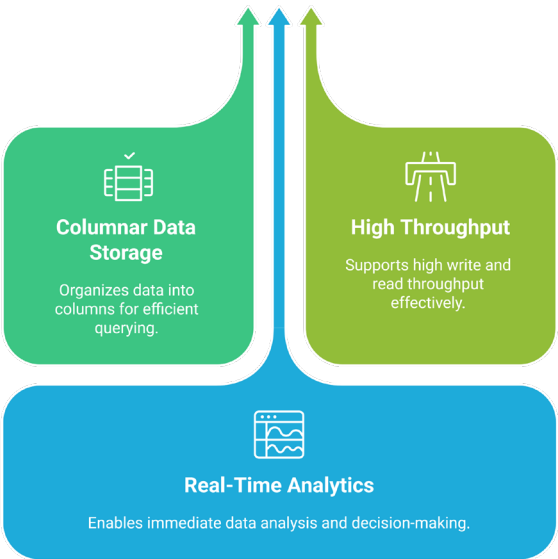 Columnar Data
Storage
Organizes data into
columns for efficient
querying.
High Throughput
Supports high write and
read throughput
effectively.
Real-Time Analytics
Enables immediate data analysis and decision-making.